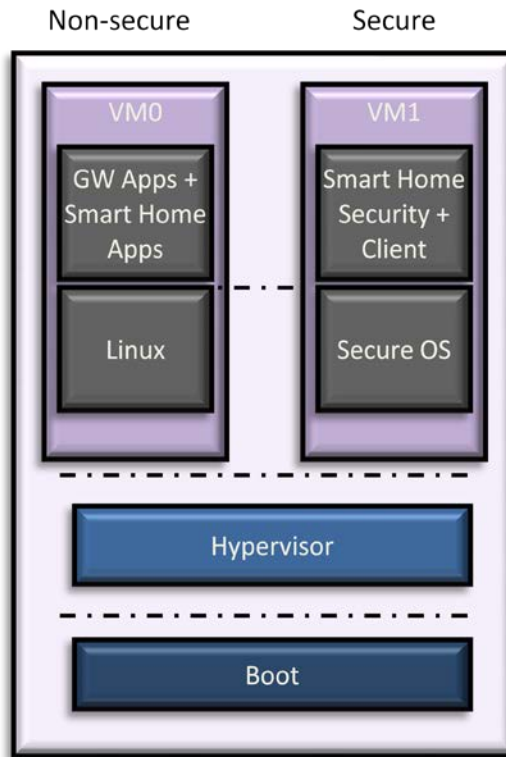 Non-secure
Secure
VM0
GW Apps +
Smart Home
Apps
Linux
VM1
Smart Home
Security +
Client
Secure OS
Hypervisor
Boot